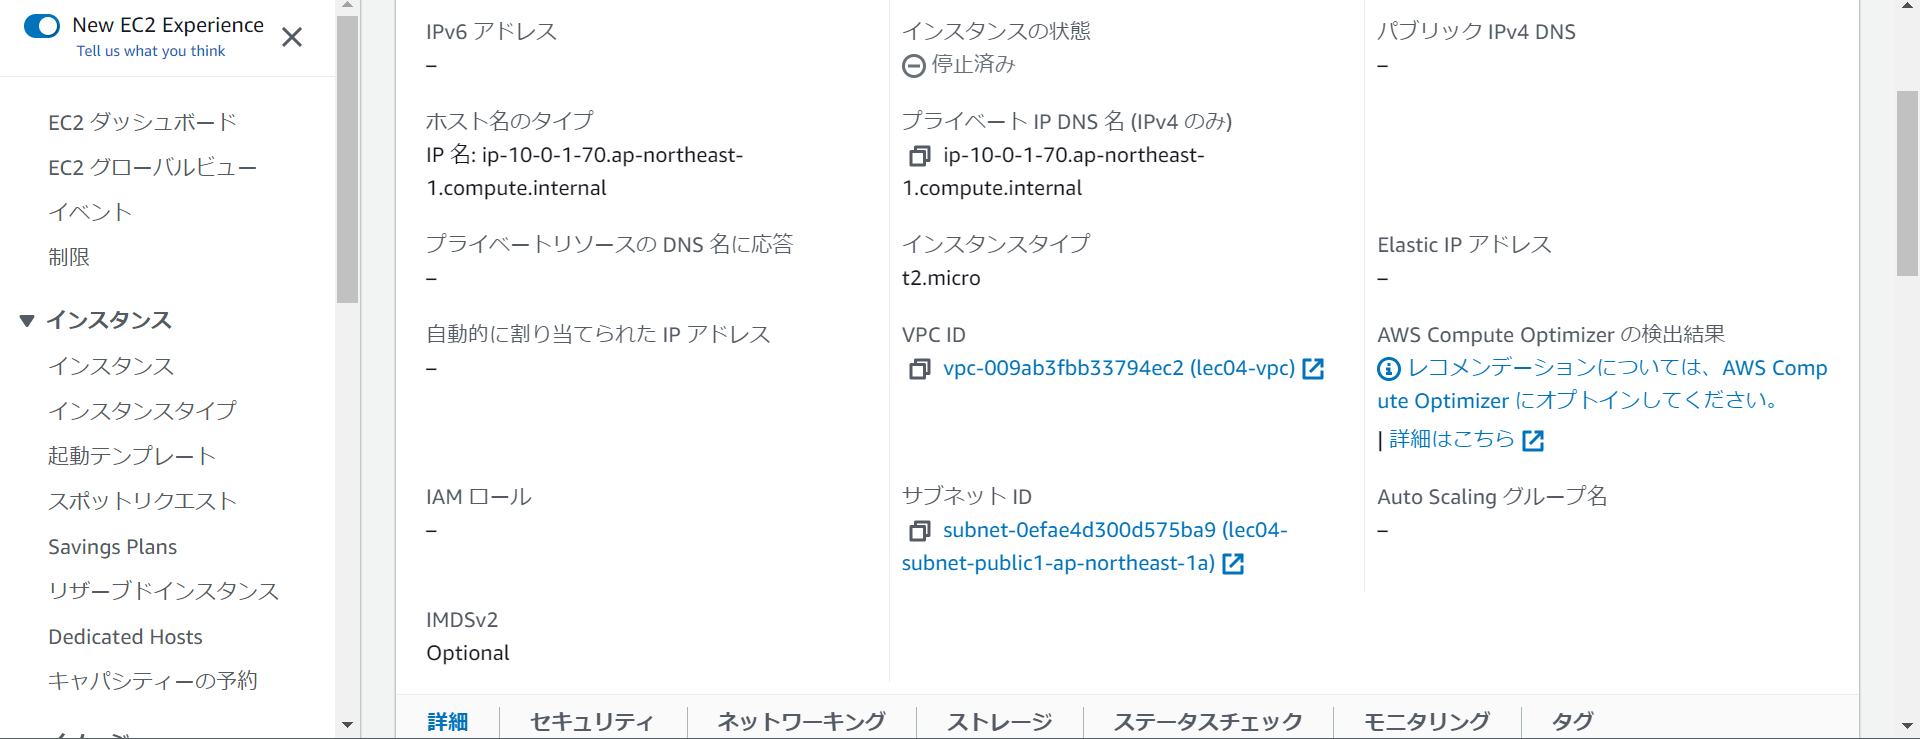 New EC2 Experience
Tell us what you think
EC2 ダッシュボード
EC2 グローバルビュー
イベント
制限
インスタンス
インスタンス
インスタンスタイプ
起動テンプレート
スポットリクエスト
Savings Plans
リザーブドインスタンス
Dedicated Hosts
キャパシティーの予約
IPv6 アドレス
–
インスタンスの状態
停止済み
パブリック IPv4 DNS
–
ホスト名のタイプ
IP 名: ip-10-0-1-70.ap-northeast-
1.compute.internal
プライベート IP DNS 名 (IPv4 のみ)
ip-10-0-1-70.ap-northeast-
1.compute.internal
プライベートリソースの DNS 名に応答
–
インスタンスタイプ
t2.micro
Elastic IP アドレス
–
自動的に割り当てられた IP アドレス
–
VPC ID
vpc-009ab3fbb33794ec2 (lec04-vpc)
AWS Compute Optimizer の検出結果
レコメンデーションについては、AWS Comp
ute Optimizer にオプトインしてください。
| 詳細はこちら
IAM ロール
–
サブネット ID
subnet-0efae4d300d575ba9 (lec04-
subnet-public1-ap-northeast-1a)
Auto Scaling グループ名
–
IMDSv2
Optional
詳細
セキュリティ
ネットワーキング
ストレージ
ステータスチェック
モニタリング
タグ